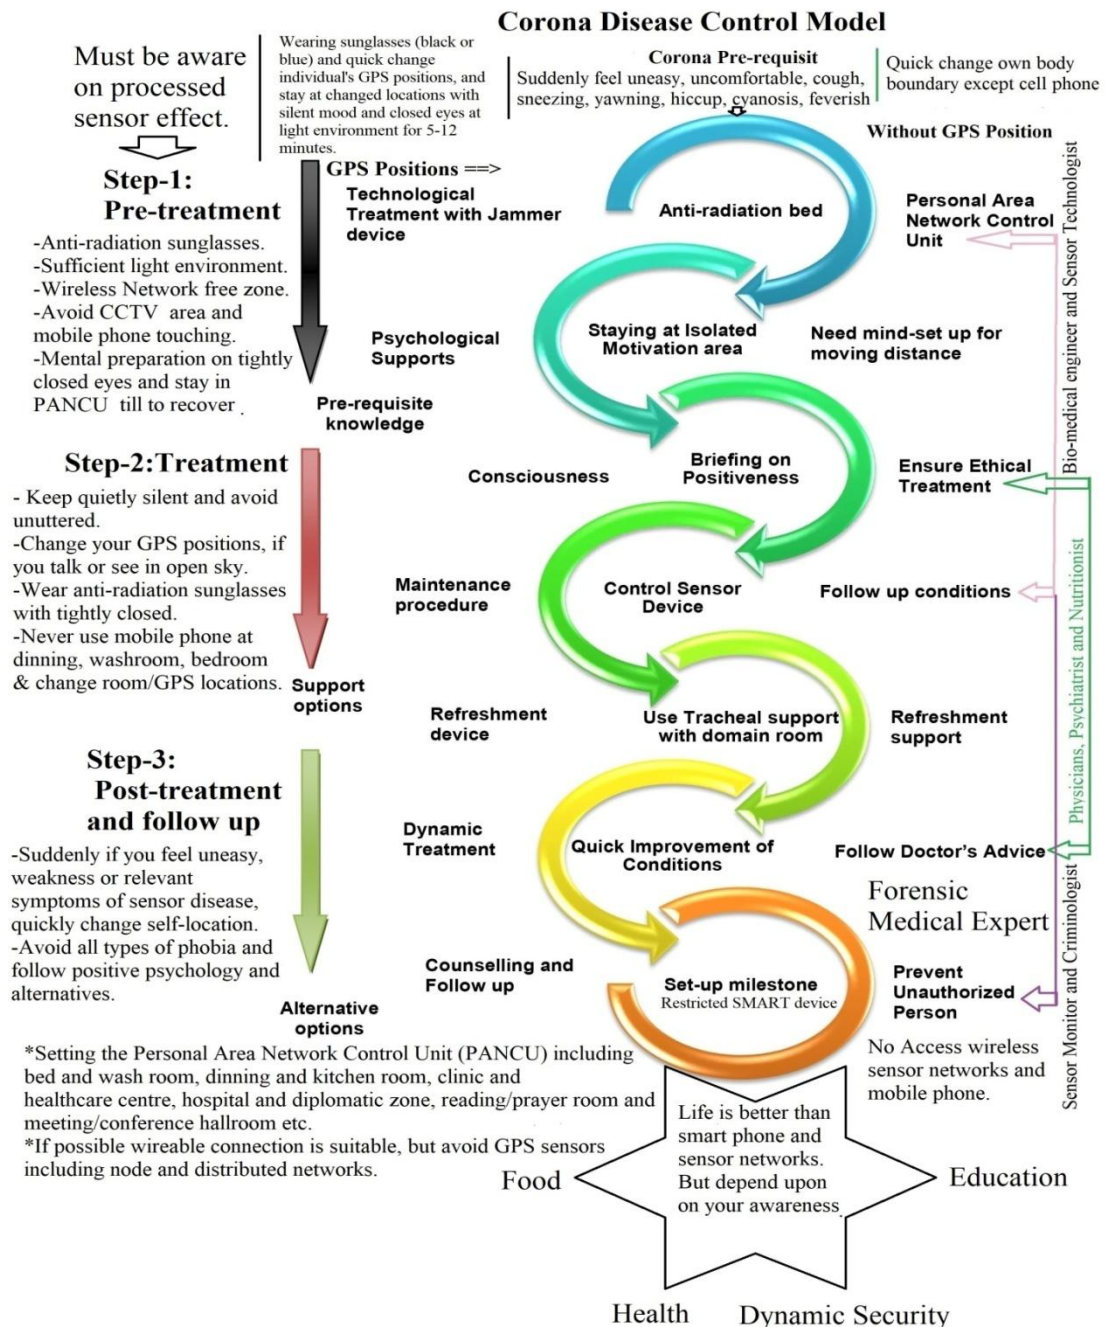 Corona Disease Control Model
Must be aware
on processed
sensor effect.
Wearing sunglasses (black or
blue) and quick change
individual's GPS positions, and
stay at changed locations with
silent mood and closed eyes at
light environment for 5-12
minutes.
Corona Pre-requisit
Suddenly feel uneasy, uncomfortable, cough,
sneezing, yawning, hiccup, cyanosis, feverish
Quick change own body
boundary except cell phone
Without GPS Position
GPS Positions ==>
Step-1:
Pre-treatment
-Anti-radiation sunglasses.
-Sufficient light environment.
-Wireless Network free zone.
-Avoid CCTV area and
mobile phone touching.
-Mental preparation on tightly
closed eyes and stay in
PANCU till to recover .
Technological
Treatment with Jammer
device
Anti-radiation bed
Personal Area
Network Control
Unit
Psychological
Supports
Staying at Isolated
Motivation area
Need mind-set up for
moving distance
Pre-requisite
knowledge
Step-2:Treatment
- Keep quietly silent and avoid
unuttered.
-Change your GPS positions, if
you talk or see in open sky.
-Wear anti-radiation sunglasses
with tightly closed.
-Never use mobile phone at
dinning, washroom, bedroom
& change room/GPS locations.
Consciousness
Briefing on
Positiveness
Ensure Ethical
Treatment
Maintenance
procedure
Control Sensor
Device
Follow up conditions
Support
options
Refreshment
device
Use Tracheal support
with domain room
Refreshment
support
Step-3:
Post-treatment
and follow up
-Suddenly if you feel uneasy,
weakness or relevant
symptoms of sensor disease,
quickly change self-location.
-Avoid all types of phobia and
follow positive psychology and
alternatives.
Dynamic
Treatment
Quick Improvement of
Conditions
Follow Doctor's Advice
Forensic
Medical Expert
Counselling and
Follow up
Set-up milestone
Restricted SMART device
Prevent
Unauthorized
Person
Alternative
options
No Access wireless
sensor networks and
mobile phone.
Bio-medical engineer and Sensor Technologist
Physicians, Psychiatrist and Nutritionist
Sensor Monitor and Criminologist
*Setting the Personal Area Network Control Unit (PANCU) including
bed and wash room, dinning and kitchen room, clinic and
healthcare centre, hospital and diplomatic zone, reading/prayer room and
meeting/conference hallroom etc.
*If possible wireable connection is suitable, but avoid GPS sensors
including node and distributed networks.
Life is better than
smart phone and
sensor networks.
But depend upon
on your awareness.
Food
Education
Health
Dynamic Security